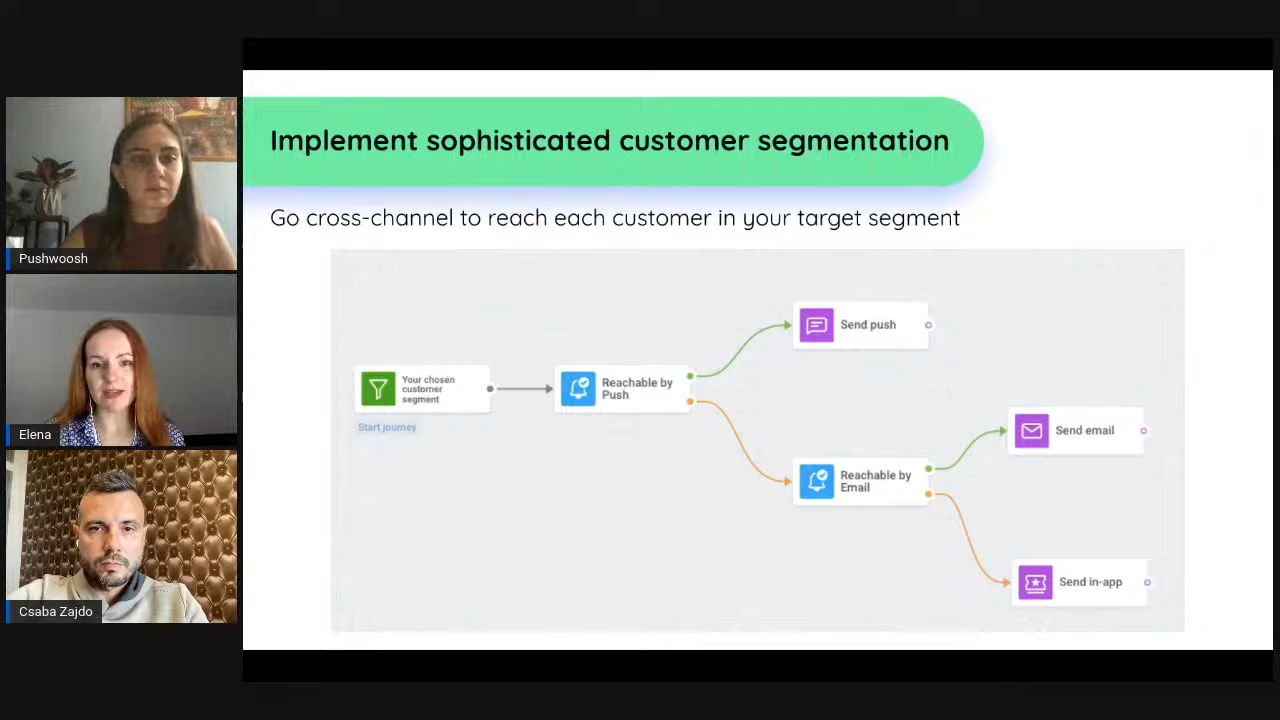 Pushwoosh
Elena
Csaba Zajdo
Implement sophisticated customer segmentation
Go cross-channel to reach each customer in your target segment
Your chosen
customer
segment
Start journey
Reachable by
Push
Send push
Reachable by
Email
Send email
Send in-app